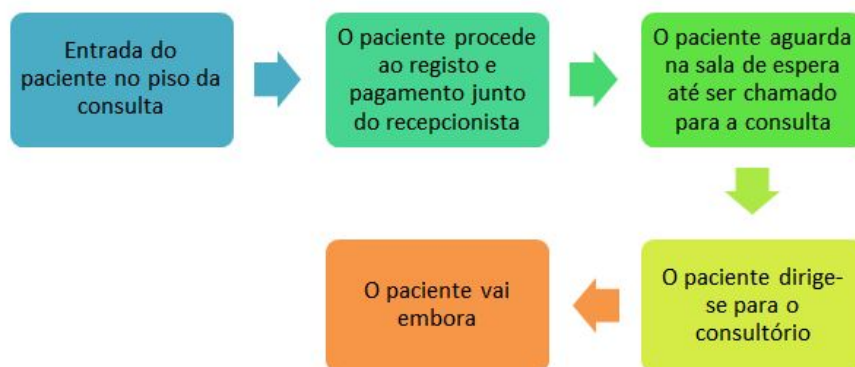 Entrada do
paciente no piso da
consulta
O paciente procede
ao registo e
pagamento junto
do recepcionista
O paciente aguarda
na sala de espera
até ser chamado
para a consulta
O paciente dirige-
se para o
consultório
O paciente vai
embora